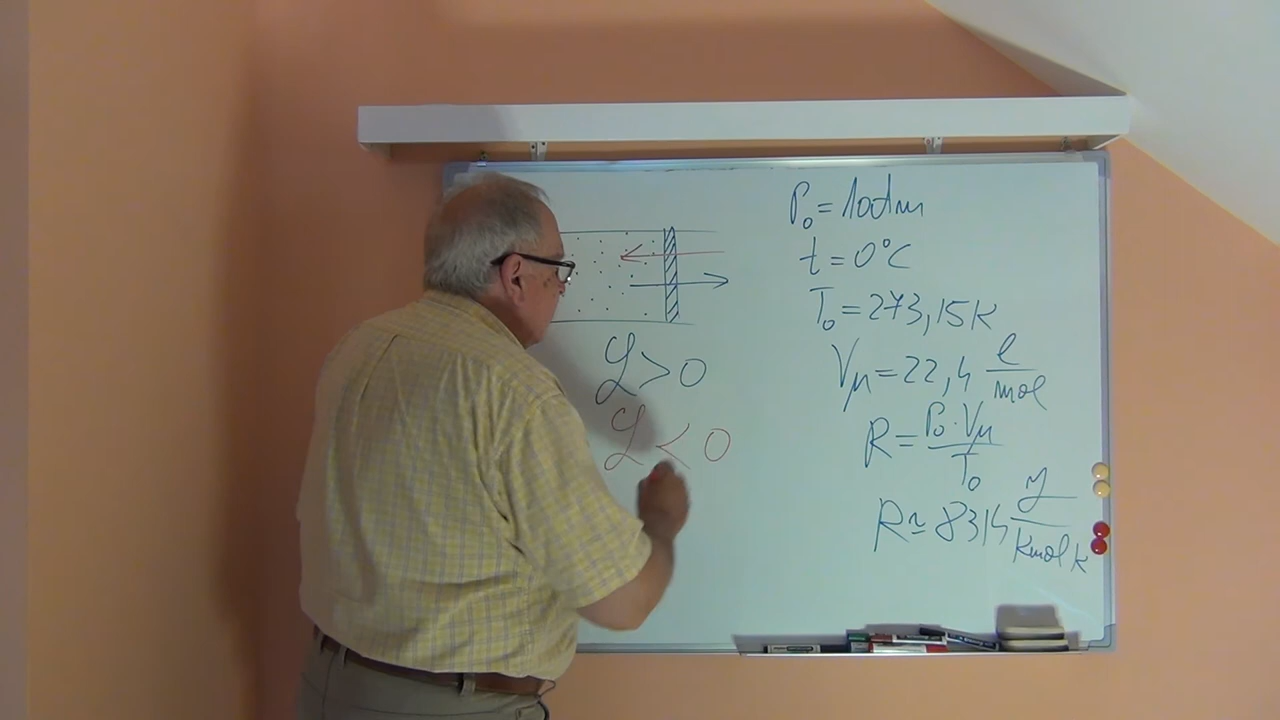 ℒ > 0
ℒ < 0
P₀ = 1 atm
t = 0°C
T₀ = 273,15 K
Vμ = 22,4 l/mol
R = P₀·Vμ/T₀
R ≃ 8314 J/kmol K